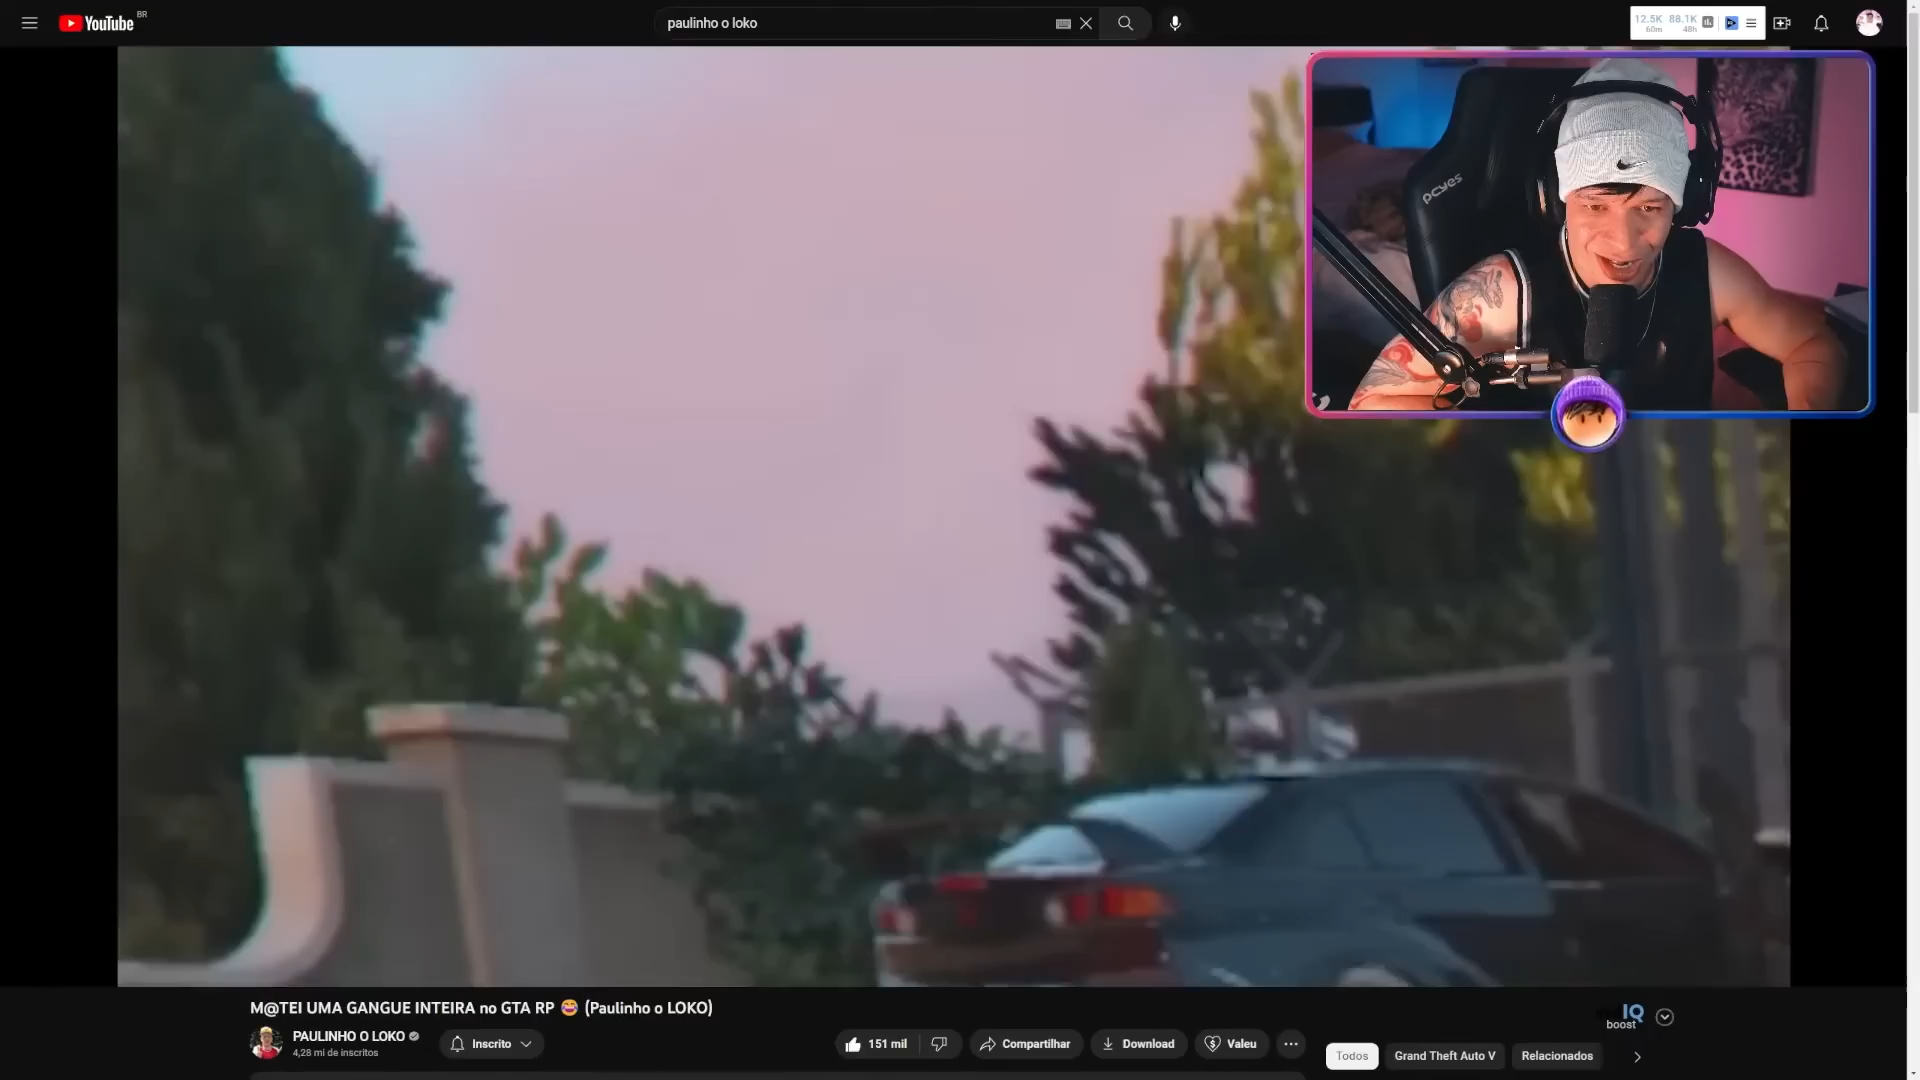 YouTube BR
paulinho o loko
12.5K 88.1K
60m 48h
pcyes
M@TEI UMA GANGUE INTEIRA no GTA RP 😂 (Paulinho o LOKO)
IQ
boost
PAULINHO O LOKO
4,28 mi de inscritos
Inscrito
151 mil
Compartilhar
Download
Valeu
Todos
Grand Theft Auto V
Relacionados